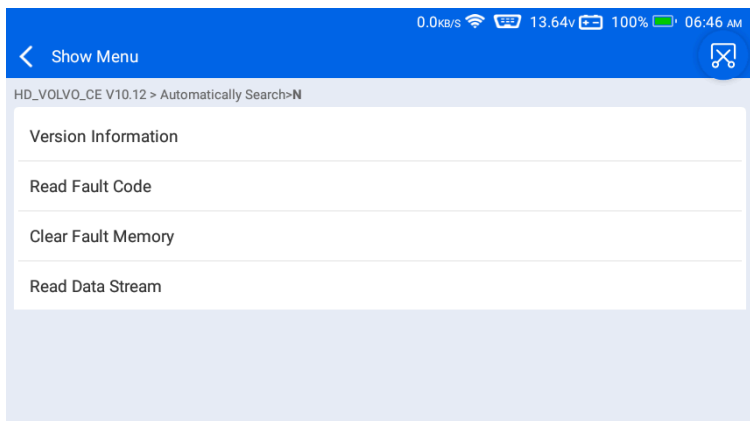 0.0KB/S 13.64V 100% 06:46 AM
Show Menu
HD_VOLVO_CE V10.12 > Automatically Search>N
Version Information
Read Fault Code
Clear Fault Memory
Read Data Stream